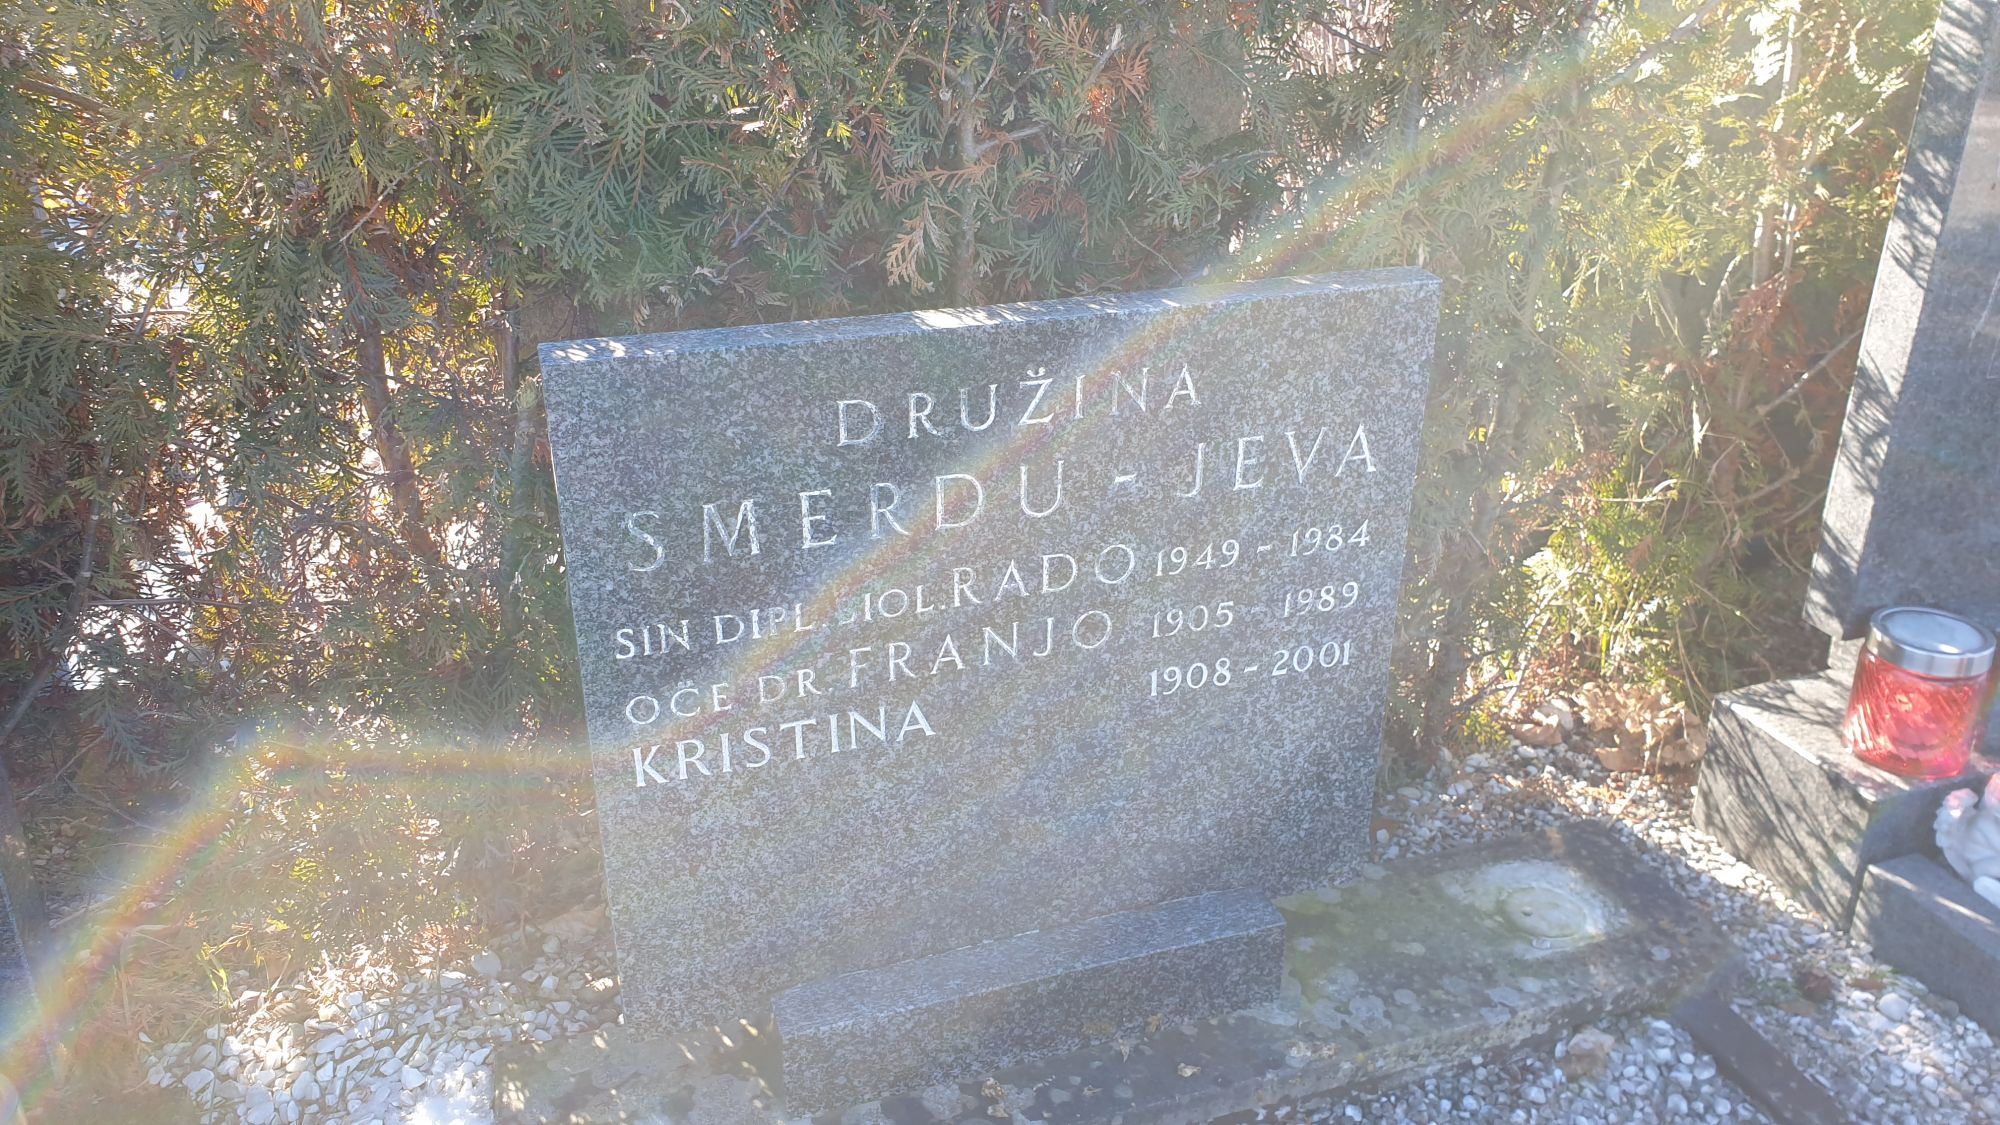 DRUŽINA
SMERDU - JEVA
SIN DIPL. BIOL. RADO 1949 - 1984
OČE DR. FRANJO 1905 - 1989
KRISTINA 1908 - 2001